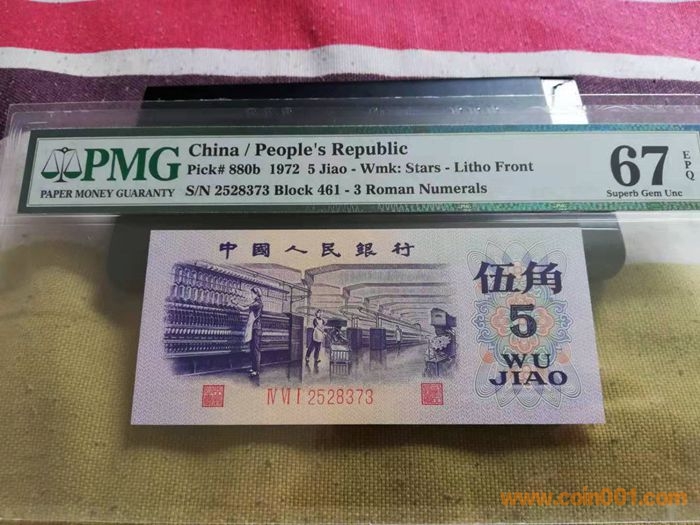 PMG
PAPER MONEY GUARANTY
China / People's Republic
Pick# 880b 1972 5 Jiao - Wmk: Stars - Litho Front
S/N 2528373 Block 461 - 3 Roman Numerals
67
EPQ
Superb Gem Unc
中國人民銀行
伍角
5
WU
JIAO
IV VI I 2528373
www.coin001.com